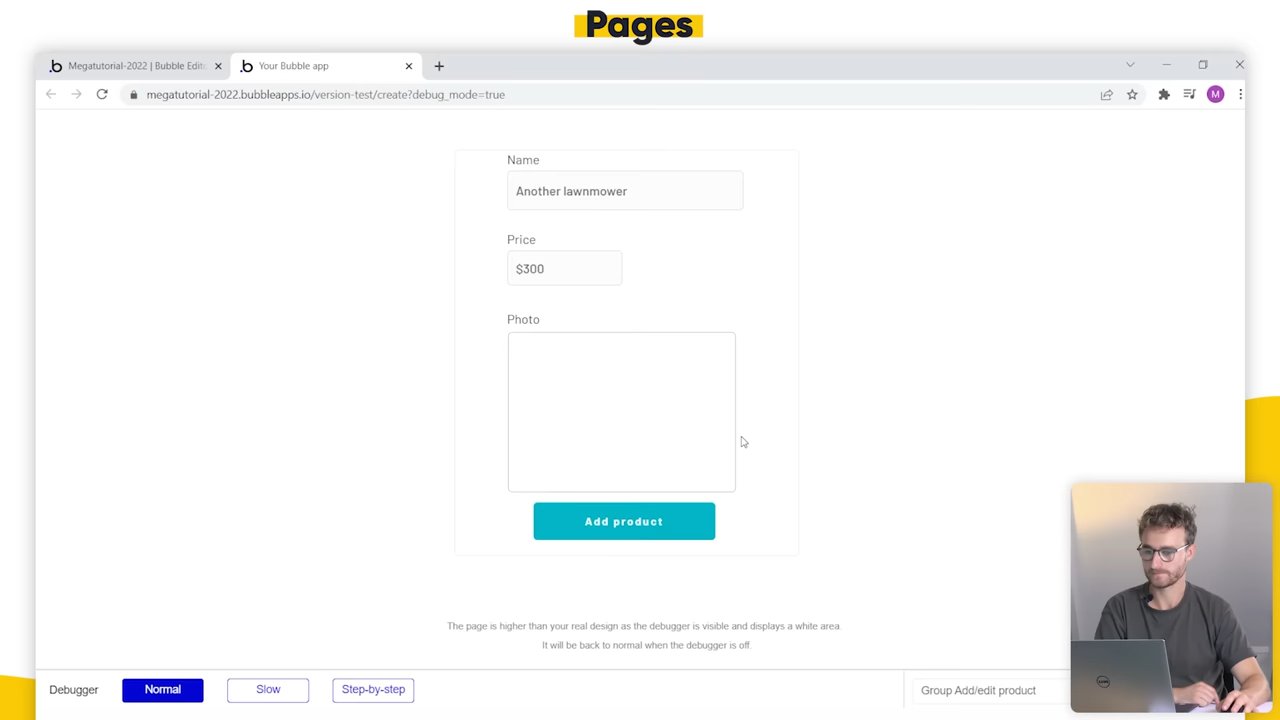 Pages
Megatutorial-2022 | Bubble Edit
Your Bubble app
megatutorial-2022.bubbleapps.io/version-test/create?debug_mode=true
M
Name
Another lawnmower
Price
$300
Photo
Add product
The page is higher than your real design as the debugger is visible and displays a white area.
It will be back to normal when the debugger is off.
Debugger
Normal
Slow
Step-by-step
Group Add/edit product
DELL